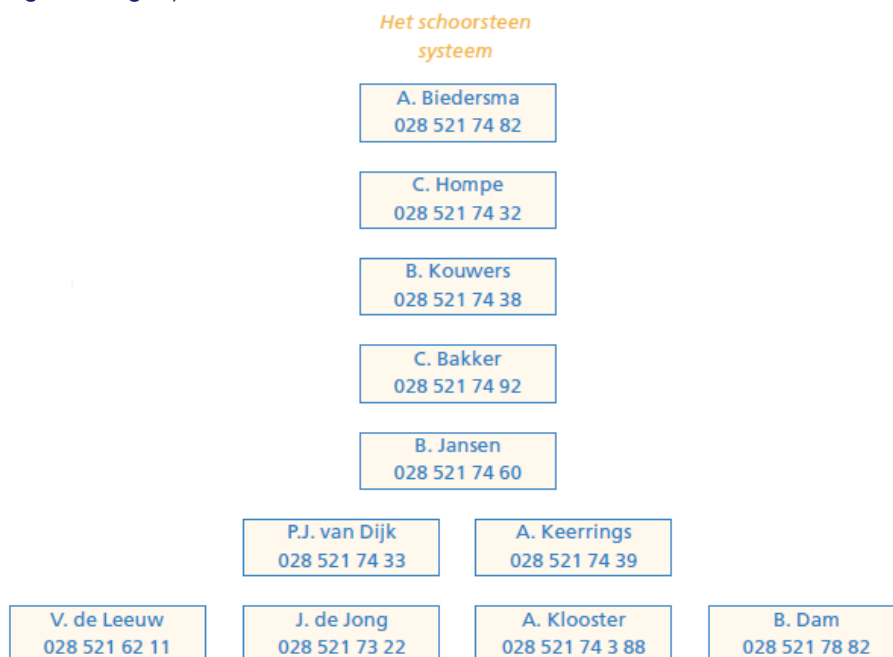 Het schoorsteen
systeem
A. Biedersma
028 521 74 82
C. Hompe
028 521 74 32
B. Kouwers
028 521 74 38
C. Bakker
028 521 74 92
B. Jansen
028 521 74 60
P.J. van Dijk
028 521 74 33
A. Keerrings
028 521 74 39
V. de Leeuw
028 521 62 11
J. de Jong
028 521 73 22
A. Klooster
028 521 74 3 88
B. Dam
028 521 78 82